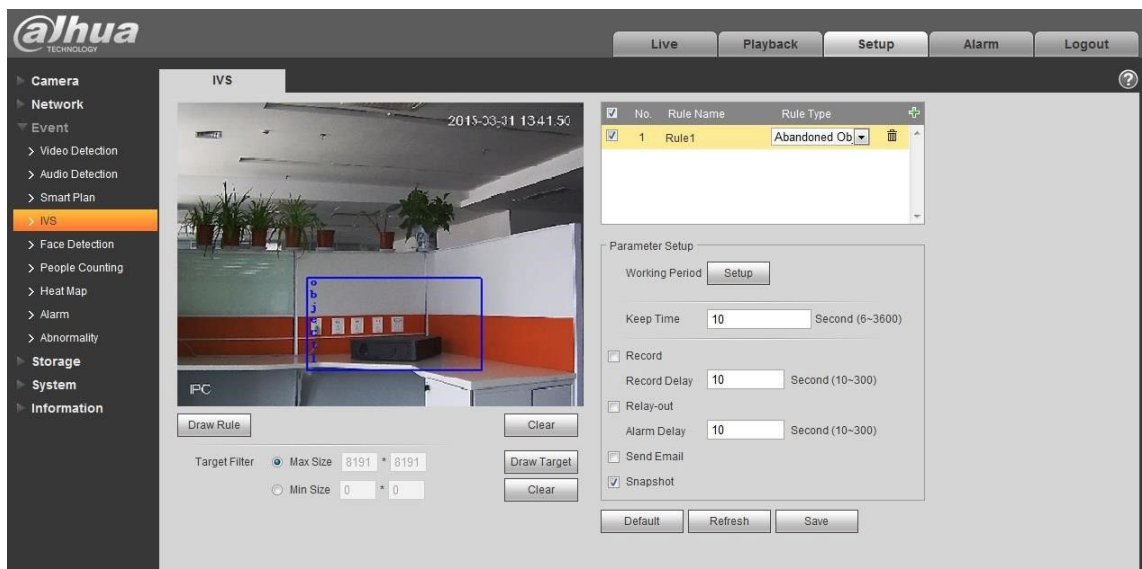 alhua
TECHNOLOGY
Live Playback Setup Alarm Logout
Camera
Network
Event
Video Detection
Audio Detection
Smart Plan
IVS
Face Detection
People Counting
Heat Map
Alarm
Abnormality
Storage
System
Information
IVS
?
2015-03-31 13:41:50
object1
IPC
Draw Rule Clear
Target Filter Max Size 8191 * 8191 Draw Target
Min Size 0 * 0 Clear
No. Rule Name Rule Type
1 Rule1 Abandoned Ob
Parameter Setup
Working Period Setup
Keep Time 10 Second (6~3600)
Record
Record Delay 10 Second (10~300)
Relay-out
Alarm Delay 10 Second (10~300)
Send Email
Snapshot
Default Refresh Save